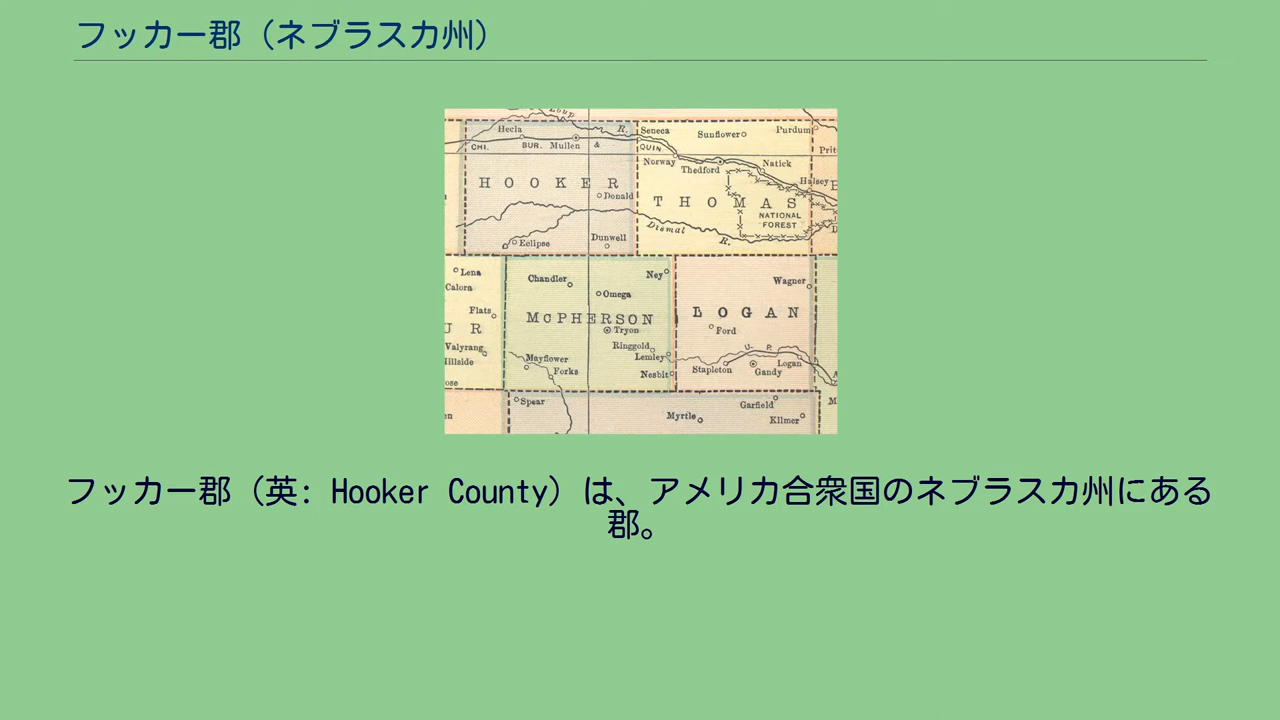 フッカー郡（ネブラスカ州）
Loup
Hecla
R.
Seneca
Sunflower
Purdum
CHI.
BUR.
Mullen
&
QUIN
Norway
Thedford
Natick
Prit
HOOKER
Halsey
Donald
THOMAS
NATIONAL
FOREST
Dismal
R.
Eclipse
Dunwell
Lena
Calora
Chandler
Ney
Wagner
Omega
Flats
MCPHERSON
LOGAN
U R
Tryon
Ford
Valyrang
Ringgold
U. P.
Hillside
Mayflower
Lemley
Logan
Forks
Nesbit
Stapleton
Gandy
ose
Spear
Garfield
en
Myrtle
Kilmer
フッカー郡（英: Hooker County）は、アメリカ合衆国のネブラスカ州にある
郡。